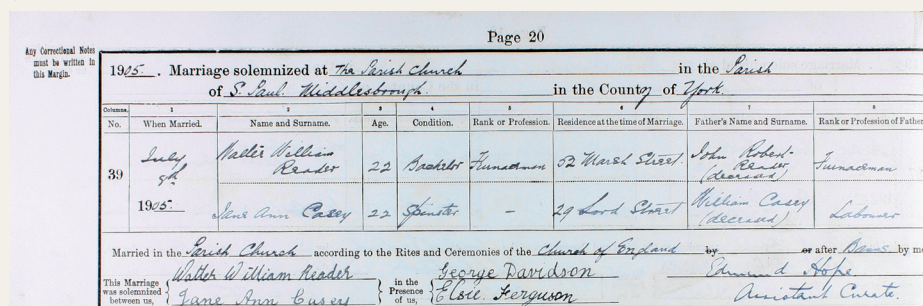 Page 20
Any Correctional Notes
must be written in
this Margin.
1905. Marriage solemnized at The Parish Church in the Parish
of S. Paul. Middlesbrough. in the County of York.
Columns. 1 2 3 4 5 6 7 8
No. When Married. Name and Surname. Age. Condition. Rank or Profession. Residence at the time of Marriage. Father's Name and Surname. Rank or Profession of Father
39
July 8th 1905.
Walter William Reader 22 Bachelor Furnaceman 52 Marsh Street. John Robert Reader (deceased) Furnaceman
Jane Ann Casey 22 Spinster – 29 Lord Street William Casey (deceased) Labourer
Married in the Parish Church according to the Rites and Ceremonies of the Church of England by or after Banns by me
This Marriage was solemnized between us,
Walter William Reader
Jane Ann Casey
in the Presence of us,
George Davidson
Elsie Ferguson
Edmund Hope.
Assistant Curate.